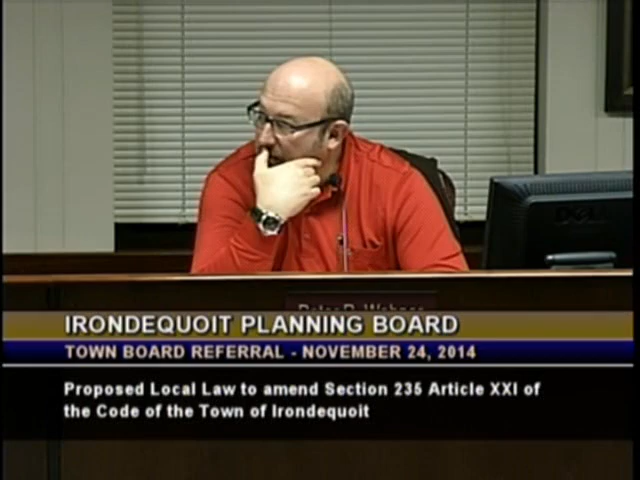 DELL
IRONDEQUOIT PLANNING BOARD
TOWN BOARD REFERRAL - NOVEMBER 24, 2014
Proposed Local Law to amend Section 235 Article XXI of
the Code of the Town of Irondequoit